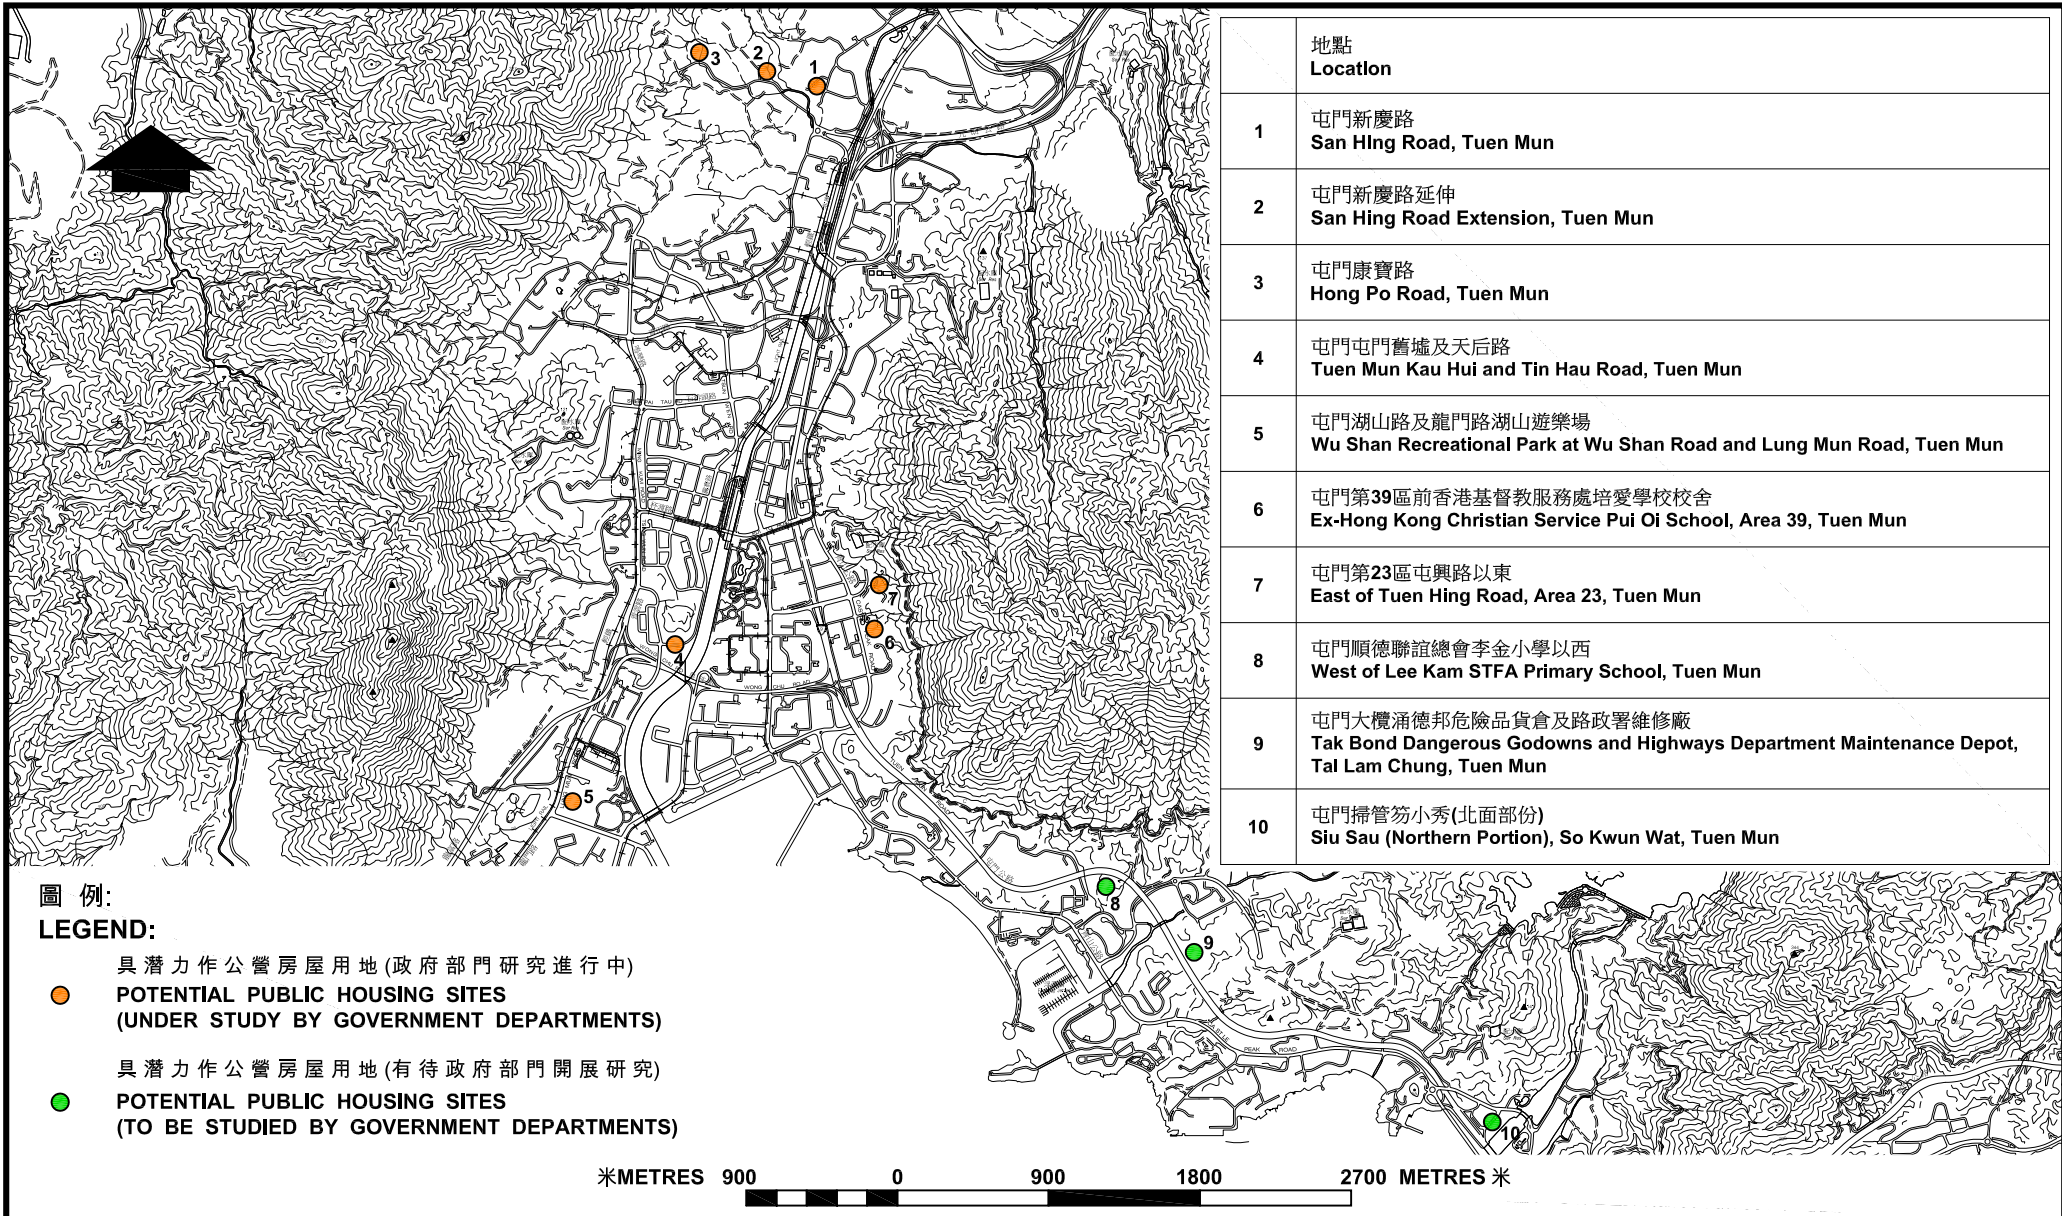 地點
Location
1
屯門新慶路
San Hing Road, Tuen Mun
2
屯門新慶路延伸
San Hing Road Extension, Tuen Mun
3
屯門康寶路
Hong Po Road, Tuen Mun
4
屯門屯門舊墟及天后路
Tuen Mun Kau Hui and Tin Hau Road, Tuen Mun
5
屯門湖山路及龍門路湖山遊樂場
Wu Shan Recreational Park at Wu Shan Road and Lung Mun Road, Tuen Mun
6
屯門第39區前香港基督教服務處培愛學校校舍
Ex-Hong Kong Christian Service Pui Oi School, Area 39, Tuen Mun
7
屯門第23區屯興路以東
East of Tuen Hing Road, Area 23, Tuen Mun
8
屯門順德聯誼總會李金小學以西
West of Lee Kam STFA Primary School, Tuen Mun
9
屯門大欖涌德邦危險品貨倉及路政署維修廠
Tak Bond Dangerous Godowns and Highways Department Maintenance Depot,
Tai Lam Chung, Tuen Mun
10
屯門掃管笏小秀(北面部份)
Siu Sau (Northern Portion), So Kwun Wat, Tuen Mun
3
2
1
7
6
4
5
8
9
10
WONG CHU ROAD
PEAK ROAD
圖 例:
LEGEND:
具潛力作公營房屋用地(政府部門研究進行中)
POTENTIAL PUBLIC HOUSING SITES
(UNDER STUDY BY GOVERNMENT DEPARTMENTS)
具潛力作公營房屋用地(有待政府部門開展研究)
POTENTIAL PUBLIC HOUSING SITES
(TO BE STUDIED BY GOVERNMENT DEPARTMENTS)
米METRES 900 0 900 1800 2700 METRES 米